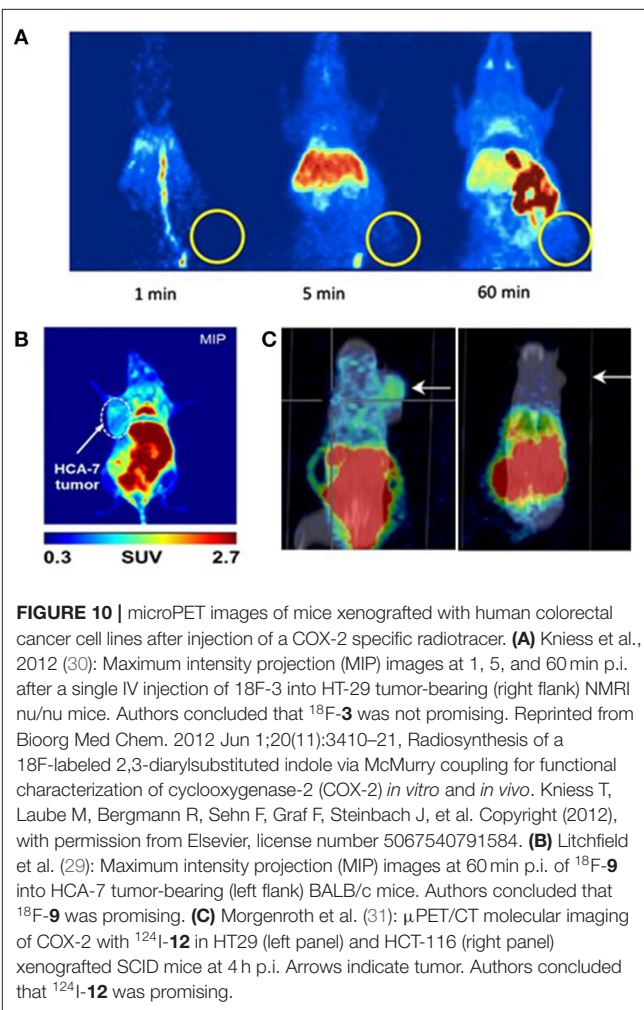 A
1 min 5 min 60 min
B
MIP
HCA-7
tumor
0.3 SUV 2.7
C
FIGURE 10 | microPET images of mice xenografted with human colorectal
cancer cell lines after injection of a COX-2 specific radiotracer. (A) Kniess et al.,
2012 (30): Maximum intensity projection (MIP) images at 1, 5, and 60 min p.i.
after a single IV injection of 18F-3 into HT-29 tumor-bearing (right flank) NMRI
nu/nu mice. Authors concluded that ¹⁸F-3 was not promising. Reprinted from
Bioorg Med Chem. 2012 Jun 1;20(11):3410–21, Radiosynthesis of a
18F-labeled 2,3-diarylsubstituted indole via McMurry coupling for functional
characterization of cyclooxygenase-2 (COX-2) in vitro and in vivo. Kniess T,
Laube M, Bergmann R, Sehn F, Graf F, Steinbach J, et al. Copyright (2012),
with permission from Elsevier, license number 5067540791584. (B) Litchfield
et al. (29): Maximum intensity projection (MIP) images at 60 min p.i. of ¹⁸F-9
into HCA-7 tumor-bearing (left flank) BALB/c mice. Authors concluded that
¹⁸F-9 was promising. (C) Morgenroth et al. (31): μPET/CT molecular imaging
of COX-2 with ¹²⁴I-12 in HT29 (left panel) and HCT-116 (right panel)
xenografted SCID mice at 4 h p.i. Arrows indicate tumor. Authors concluded
that ¹²⁴I-12 was promising.